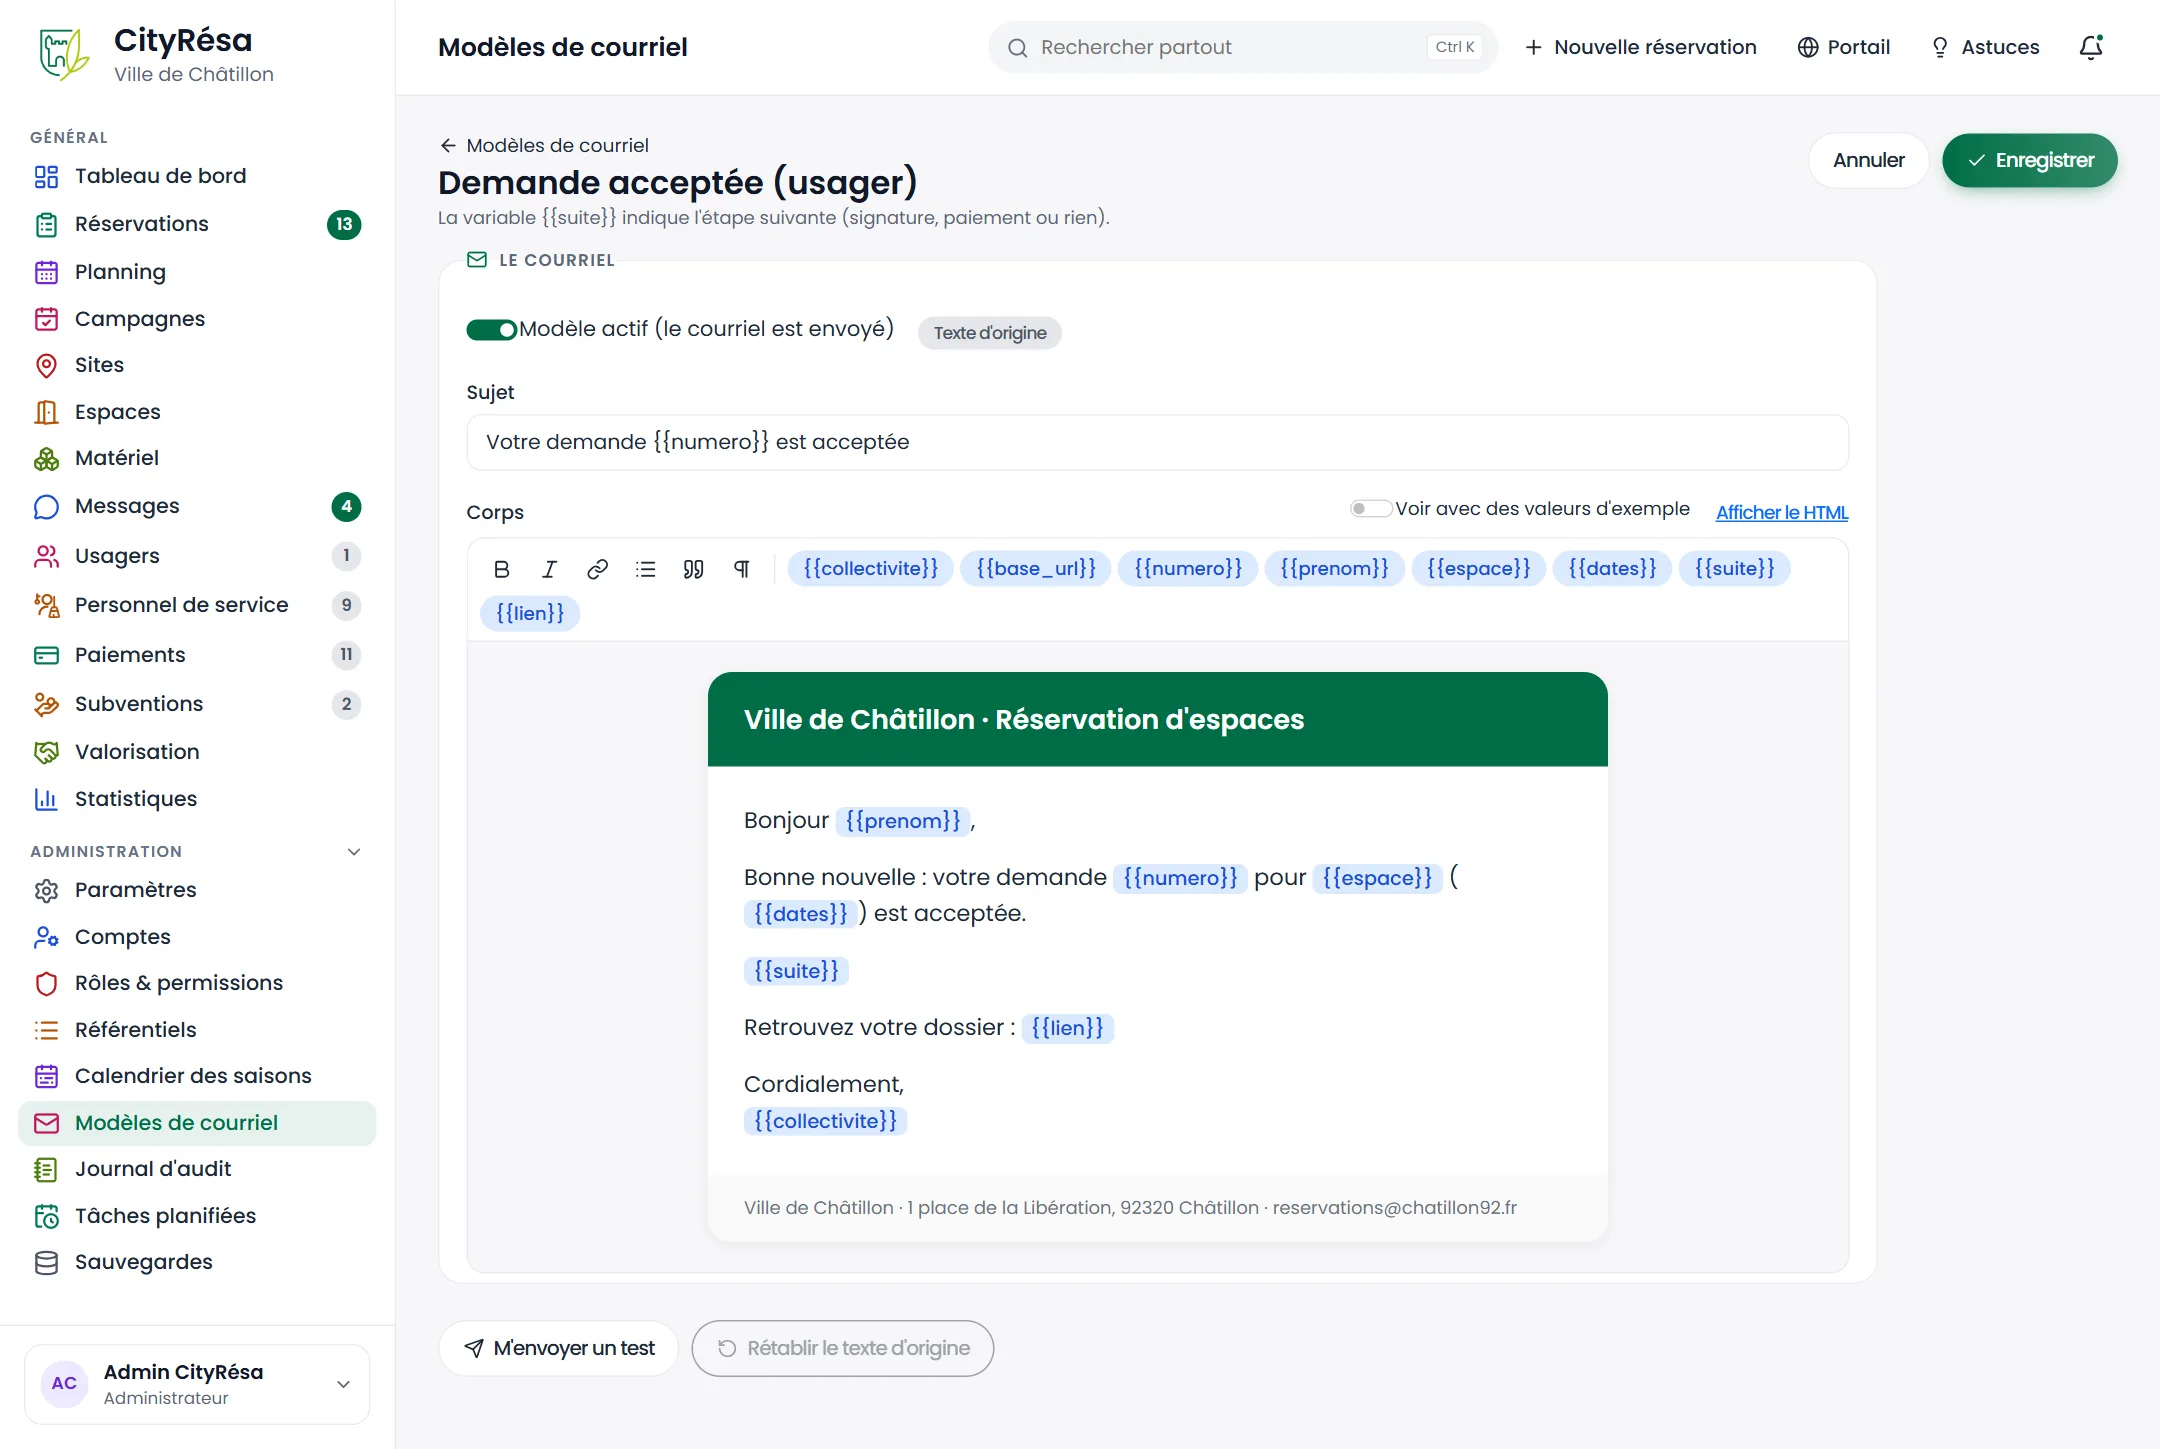 CityRésa
Ville de Châtillon
GÉNÉRAL
Tableau de bord
Réservations 13
Planning
Campagnes
Sites
Espaces
Matériel
Messages 4
Usagers 1
Personnel de service 9
Paiements 11
Subventions 2
Valorisation
Statistiques
ADMINISTRATION
Paramètres
Comptes
Rôles & permissions
Référentiels
Calendrier des saisons
Modèles de courriel
Journal d'audit
Tâches planifiées
Sauvegardes
AC
Admin CityRésa
Administrateur
Modèles de courriel
Rechercher partout Ctrl K
Nouvelle réservation
Portail
Astuces
Modèles de courriel
Demande acceptée (usager)
La variable {{suite}} indique l'étape suivante (signature, paiement ou rien).
Annuler
Enregistrer
LE COURRIEL
Modèle actif (le courriel est envoyé) Texte d'origine
Sujet
Votre demande {{numero}} est acceptée
Corps
Voir avec des valeurs d'exemple Afficher le HTML
B I {{collectivite}} {{base_url}} {{numero}} {{prenom}} {{espace}} {{dates}} {{suite}}
{{lien}}
Ville de Châtillon · Réservation d'espaces
Bonjour {{prenom}},
Bonne nouvelle : votre demande {{numero}} pour {{espace}} (
{{dates}}) est acceptée.
{{suite}}
Retrouvez votre dossier : {{lien}}
Cordialement,
{{collectivite}}
Ville de Châtillon · 1 place de la Libération, 92320 Châtillon · reservations@chatillon92.fr
M'envoyer un test
Rétablir le texte d'origine